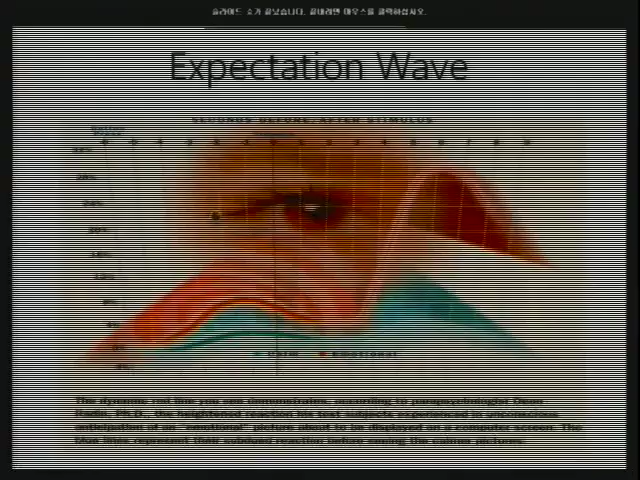 슬라이드 쇼가 끝났습니다. 끝내려면 마우스를 클릭하십시오.
Expectation Wave
SECONDS BEFORE/AFTER STIMULUS
Calm Emotional
The dynamic red line you see demonstrates, according to parapsychologist Dean
Radin, Ph.D., the heightened reaction his test subjects experienced in unconscious
anticipation of an "emotional" picture about to be displayed on a computer screen. The
blue lines represent their subdued reaction before seeing the calmer pictures.